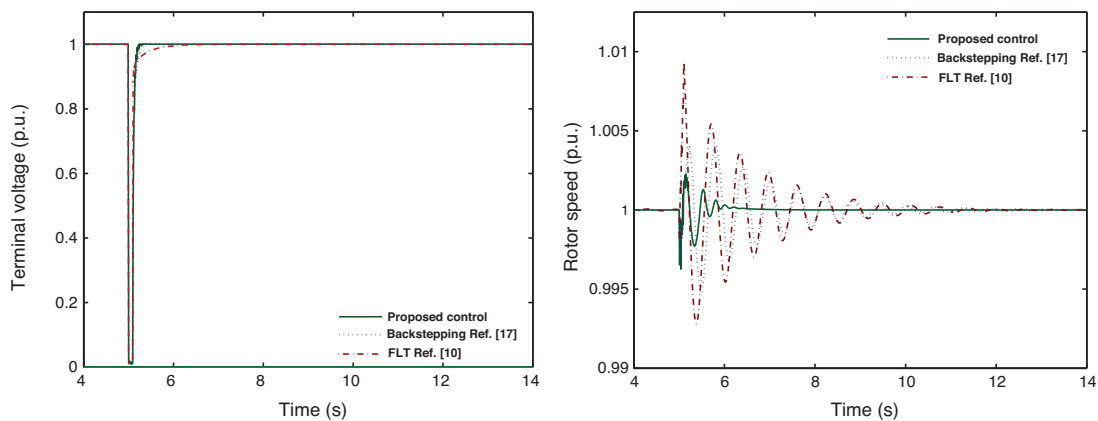 1
0.8
0.6
0.4
0.2
0
4
6
8
10
12
14
Terminal voltage (p.u.)
Time (s)
Proposed control
Backstepping Ref. [17]
FLT Ref. [10]
1.01
1.005
1
0.995
0.99
4
6
8
10
12
14
Rotor speed (p.u.)
Time (s)
Proposed control
Backstepping Ref. [17]
FLT Ref. [10]